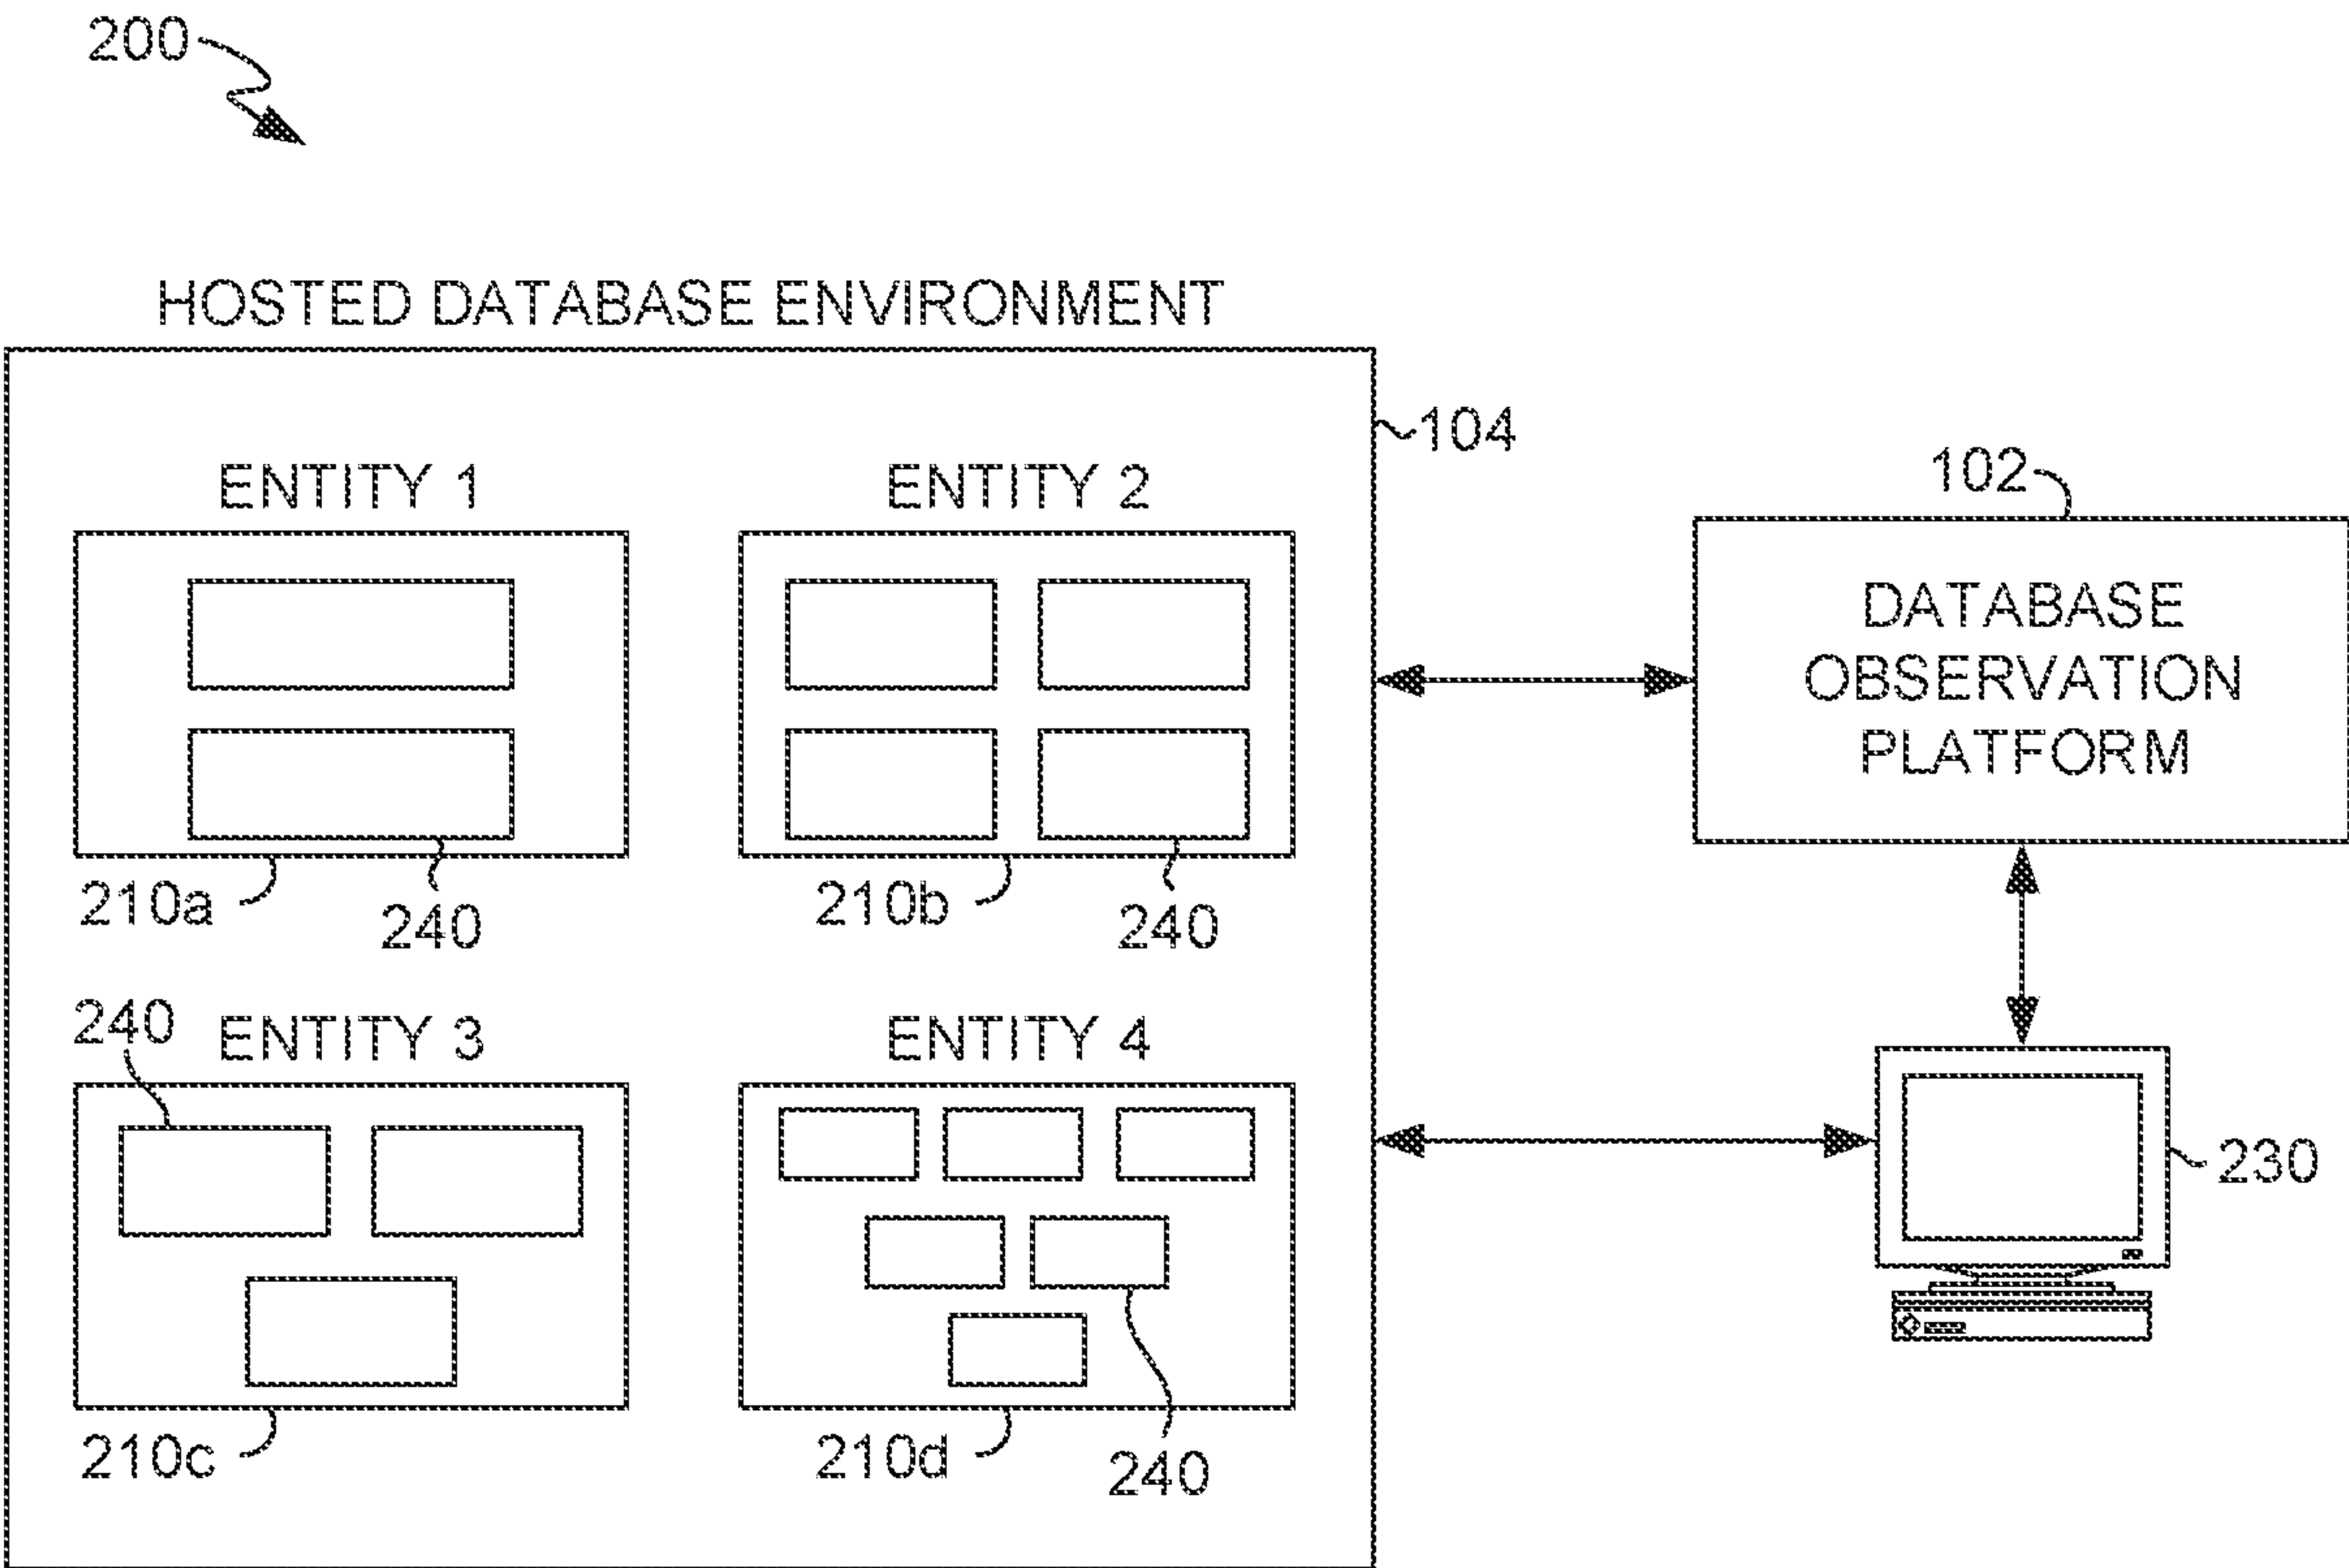 200
HOSTED DATABASE ENVIRONMENT
104
ENTITY 1
ENTITY 2
102
DATABASE
OBSERVATION
PLATFORM
210a
240
210b
240
240
ENTITY 3
ENTITY 4
230
210c
210d
240